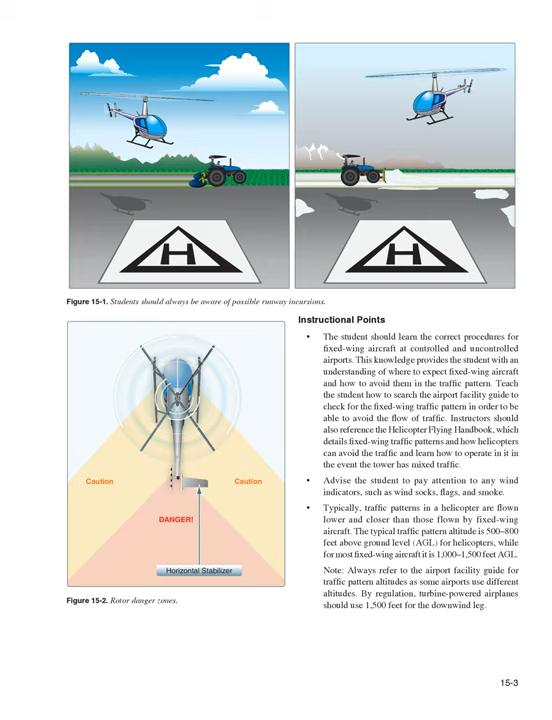 H
H
Figure 15-1. Students should always be aware of possible runway incursions.
Caution
Caution
DANGER!
Horizontal Stabilizer
Figure 15-2. Rotor danger zones.
Instructional Points
• The student should learn the correct procedures for
fixed-wing aircraft at controlled and uncontrolled
airports. This knowledge provides the student with an
understanding of where to expect fixed-wing aircraft
and how to avoid them in the traffic pattern. Teach
the student how to search the airport facility guide to
check for the fixed-wing traffic pattern in order to be
able to avoid the flow of traffic. Instructors should
also reference the Helicopter Flying Handbook, which
details fixed-wing traffic patterns and how helicopters
can avoid the traffic and learn how to operate in it in
the event the tower has mixed traffic.
• Advise the student to pay attention to any wind
indicators, such as wind socks, flags, and smoke.
• Typically, traffic patterns in a helicopter are flown
lower and closer than those flown by fixed-wing
aircraft. The typical traffic pattern altitude is 500–800
feet above ground level (AGL) for helicopters, while
for most fixed-wing aircraft it is 1,000–1,500 feet AGL.
Note: Always refer to the airport facility guide for
traffic pattern altitudes as some airports use different
altitudes. By regulation, turbine-powered airplanes
should use 1,500 feet for the downwind leg.
15-3